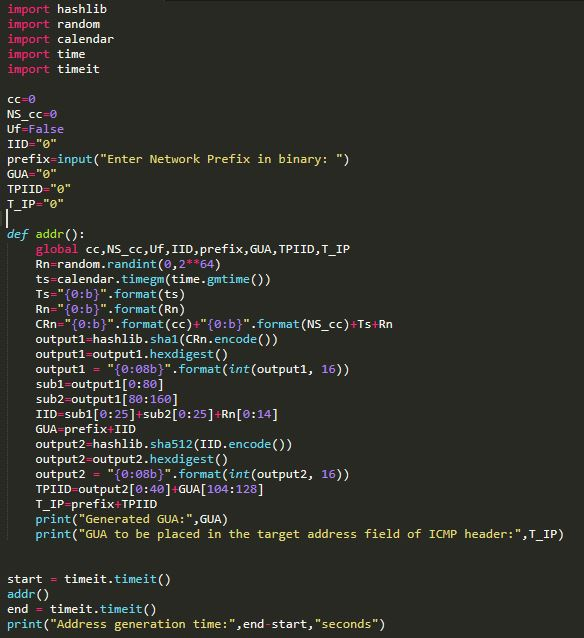 import hashlib
import random
import calendar
import time
import timeit
cc=0
NS_cc=0
Uf=False
IID="0"
prefix=input("Enter Network Prefix in binary: ")
GUA="0"
TPIID="0"
T_IP="0"
def addr():
    global cc,NS_cc,Uf,IID,prefix,GUA,TPIID,T_IP
    Rn=random.randint(0,2**64)
    ts=calendar.timegm(time.gmtime())
    Ts="{0:b}".format(ts)
    Rn="{0:b}".format(Rn)
    CRn="{0:b}".format(cc)+"{0:b}".format(NS_cc)+Ts+Rn
    output1=hashlib.sha1(CRn.encode())
    output1=output1.hexdigest()
    output1 = "{0:08b}".format(int(output1, 16))
    sub1=output1[0:80]
    sub2=output1[80:160]
    IID=sub1[0:25]+sub2[0:25]+Rn[0:14]
    GUA=prefix+IID
    output2=hashlib.sha512(IID.encode())
    output2=output2.hexdigest()
    output2 = "{0:08b}".format(int(output2, 16))
    TPIID=output2[0:40]+GUA[104:128]
    T_IP=prefix+TPIID
    print("Generated GUA:",GUA)
    print("GUA to be placed in the target address field of ICMP header:",T_IP)
start = timeit.timeit()
addr()
end = timeit.timeit()
print("Address generation time:",end-start,"seconds")